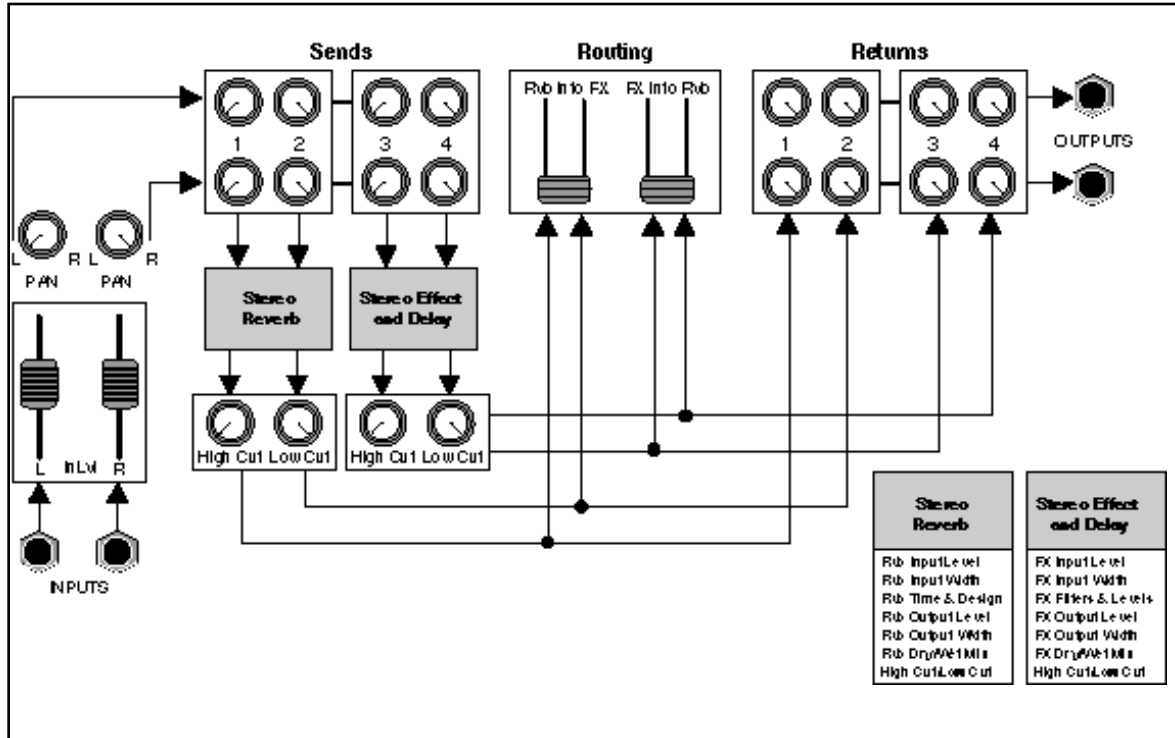 Sends
Routing
Returns
Rvb Into FX
FX Into Rvb
1
2
3
4
1
2
3
4
OUTPUTS
L
R
L
R
PAN
PAN
Stereo
Reverb
Stereo Effect
and Delay
L
In Lvl
R
High Cut
Low Cut
High Cut
Low Cut
INPUTS
Stereo
Reverb
Rvb Input Level
Rvb Input Width
Rvb Time & Design
Rvb Output Level
Rvb Output Width
Rvb Dry/Wet Mix
High Cut/Low Cut
Stereo Effect
and Delay
FX Input Level
FX Input Width
FX Filters & Levels
FX Output Level
FX Output Width
FX Dry/Wet Mix
High Cut/Low Cut